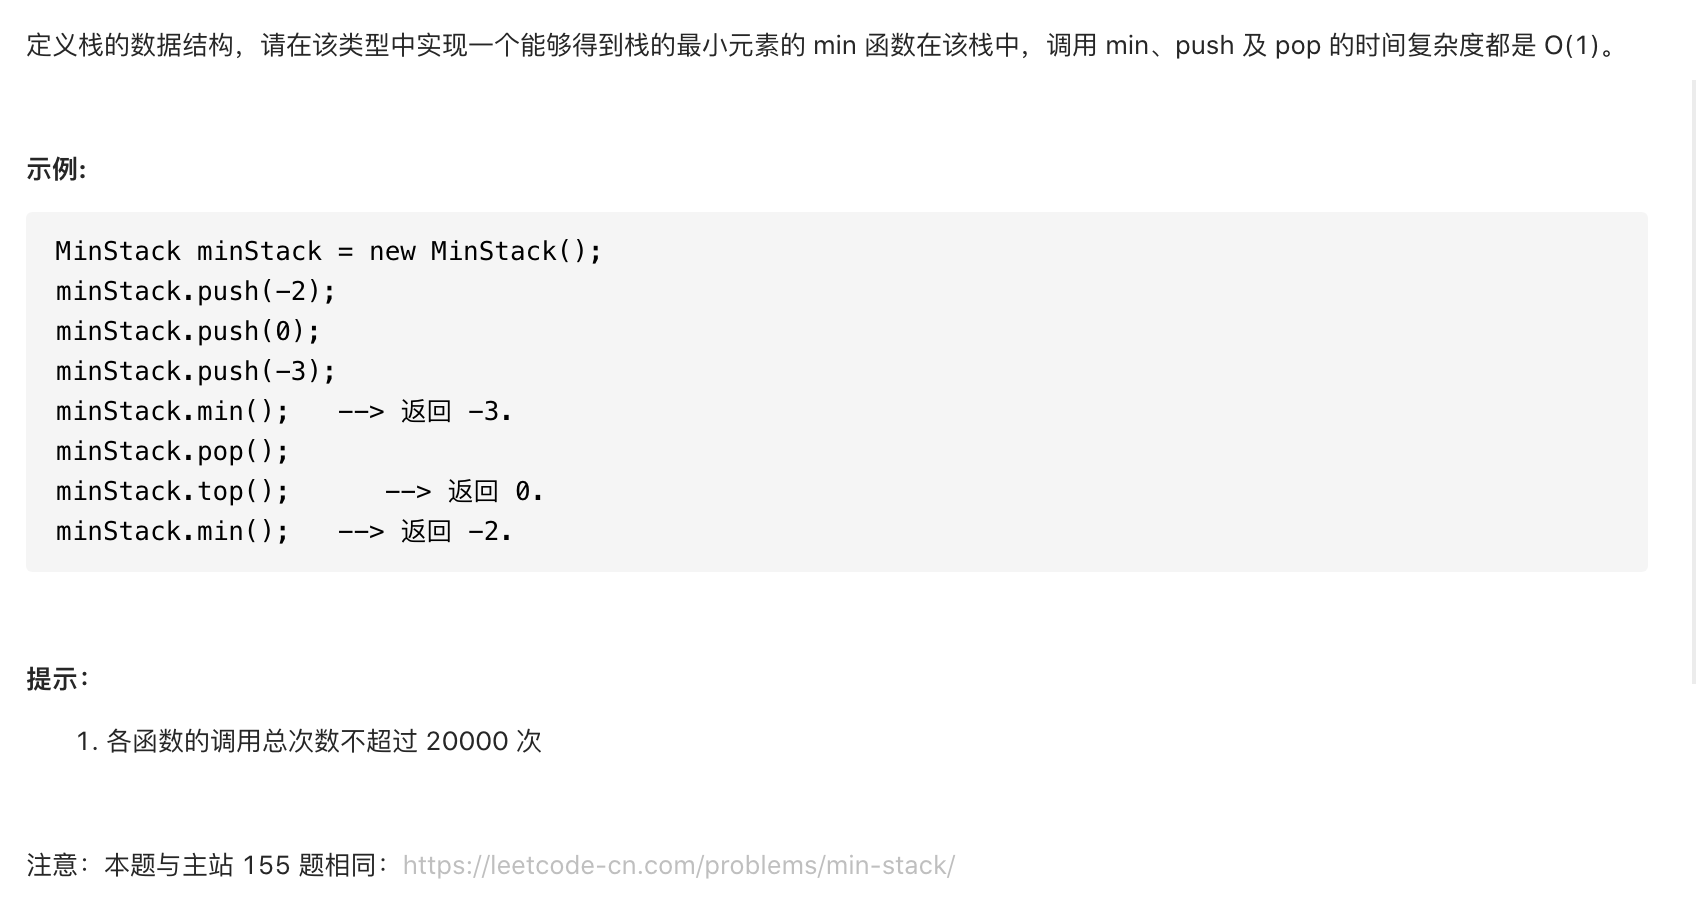 定义栈的数据结构，请在该类型中实现一个能够得到栈的最小元素的 min 函数在该栈中，调用 min、push 及 pop 的时间复杂度都是 O(1)。
示例:
MinStack minStack = new MinStack();
minStack.push(-2);
minStack.push(0);
minStack.push(-3);
minStack.min();   --> 返回 -3.
minStack.pop();
minStack.top();      --> 返回 0.
minStack.min();   --> 返回 -2.
提示：
1. 各函数的调用总次数不超过 20000 次
注意：本题与主站 155 题相同：https://leetcode-cn.com/problems/min-stack/